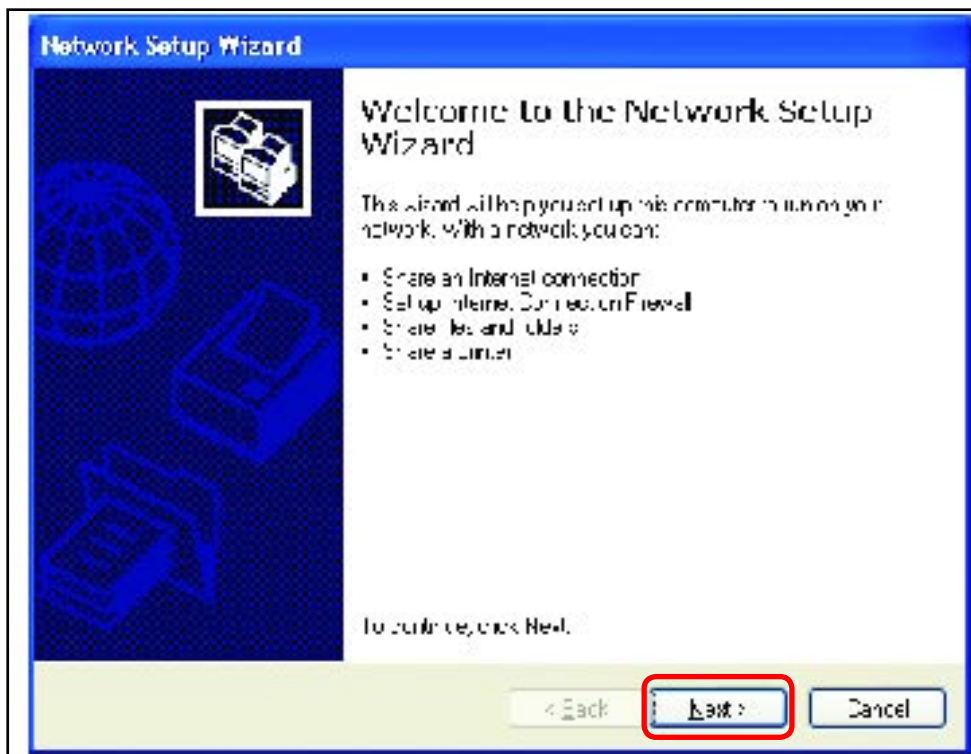 Network Setup Wizard
Welcome to the Network Setup
Wizard
This wizard will help you set up this computer to run on your
network. With a network you can:
• Share an Internet connection
• Set up Internet Connection Firewall
• Share files and folders
• Share a printer
To continue, click Next.
< Back
Next >
Cancel